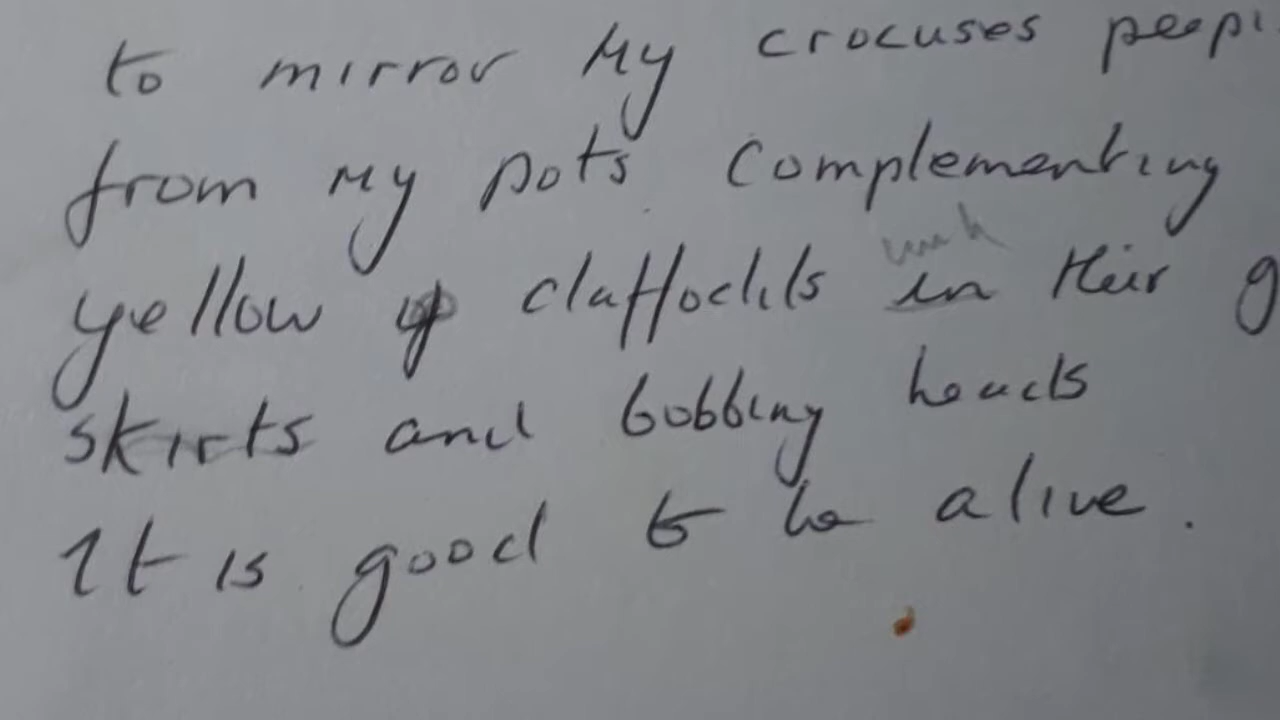 to mirror My crocuses peepi
from My pots complementing
yellow daffodils in their g
skirts and bobbing heads
It is good to be alive.